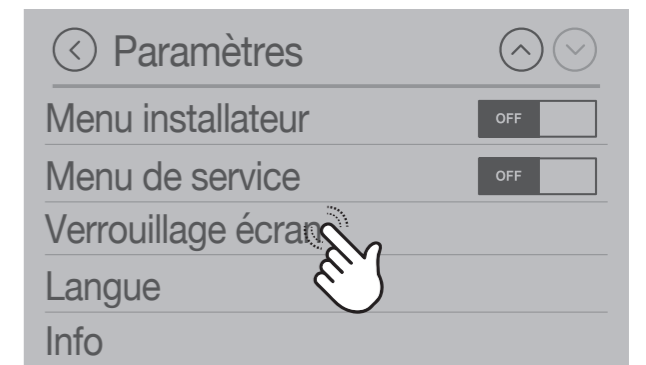 Paramètres
Menu installateur OFF
Menu de service OFF
Verrouillage écran
Langue
Info